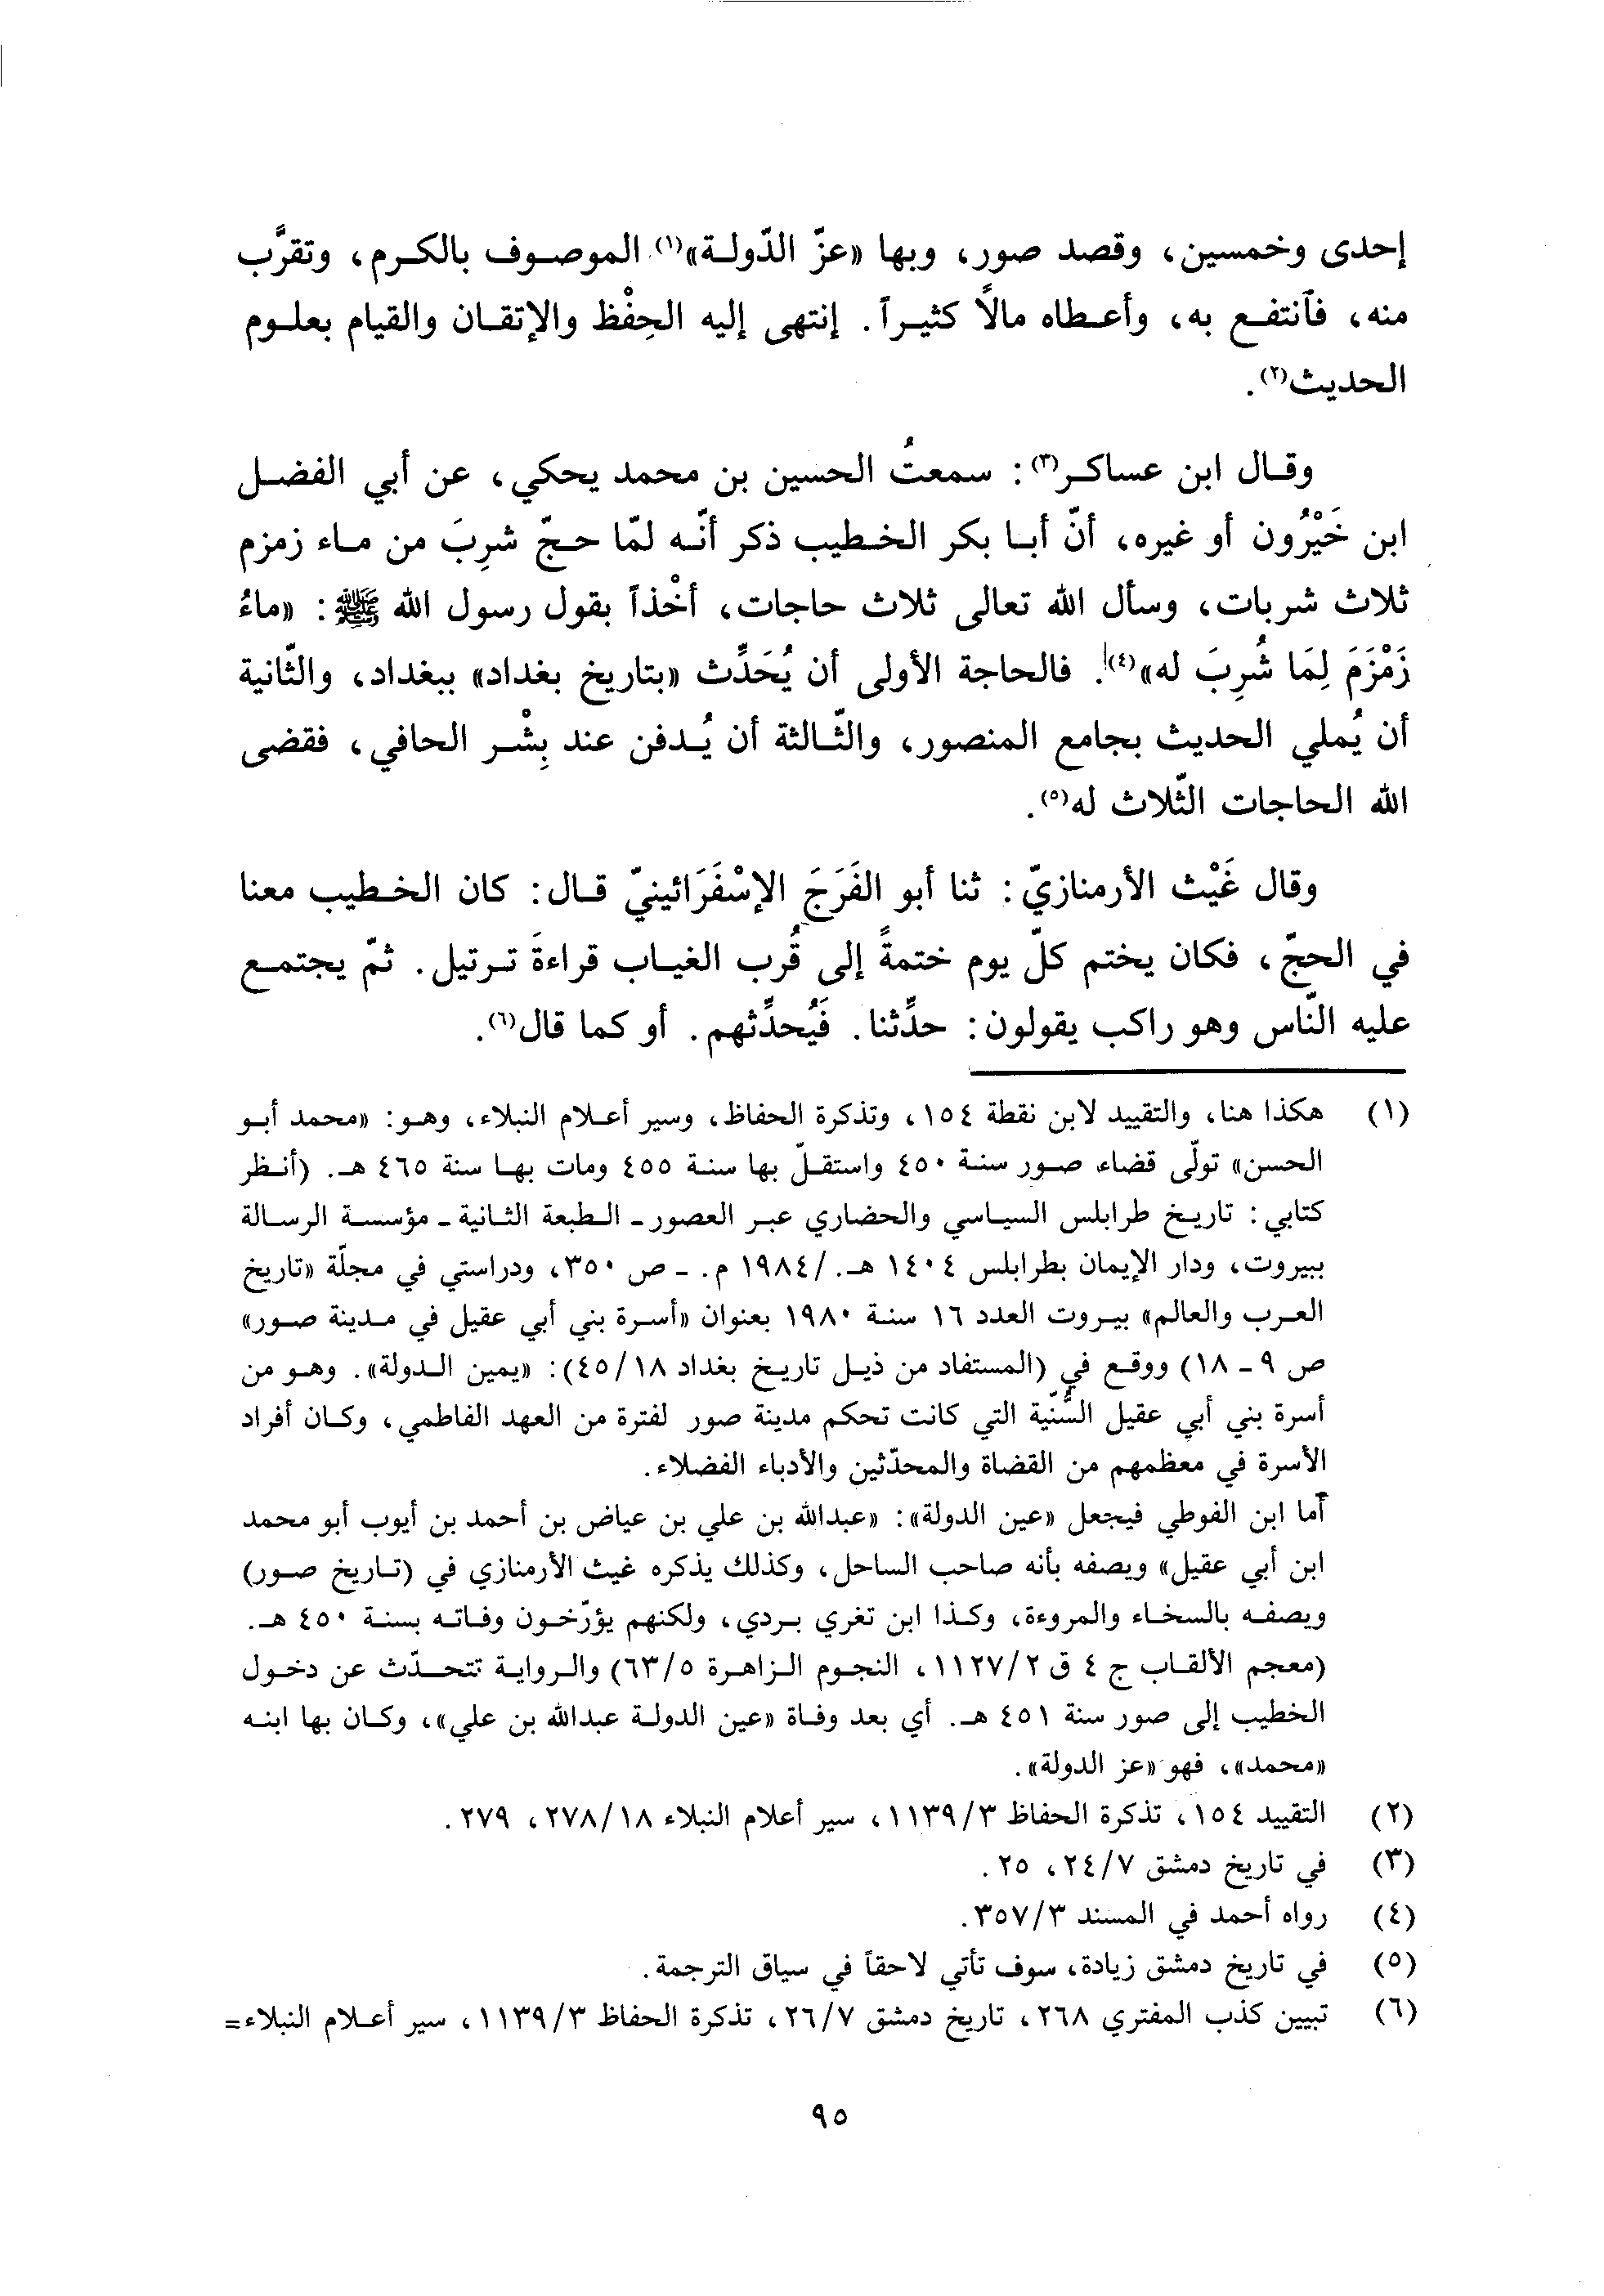 إحدى وخمسين، وقصد صور، وبها «عزّ الدّولة»(١) الموصوف بالكرم، وتقرَّب
منه، فٱنتفع به، وأعطاه مالاً كثيراً. إنتهى إليه الحِفْظ والإتقان والقيام بعلوم
الحديث(٢).
وقال ابن عساكر(٣): سمعتُ الحسين بن محمد يحكي، عن أبي الفضل
ابن خَيْرُون أو غيره، أنّ أبا بكر الخطيب ذكر أنّه لمّا حجّ شرِبَ من ماء زمزم
ثلاث شربات، وسأل الله تعالى ثلاث حاجات، أخْذاً بقول رسول الله ﷺ: «ماءُ
زَمْزَمَ لِمَا شُرِبَ له»(٤). فالحاجة الأولى أن يُحَدِّث «بتاريخ بغداد» ببغداد، والثّانية
أن يُملي الحديث بجامع المنصور، والثّالثة أن يُدفن عند بِشْر الحافي، فقضى
الله الحاجات الثّلاث له(٥).
وقال غَيْث الأرمنازيّ: ثنا أبو الفَرَجَ الإسْفَرَائينيّ قال: كان الخطيب معنا
في الحجّ، فكان يختم كلّ يوم ختمةً إلى قُرب الغياب قراءةَ ترتيل. ثمّ يجتمع
عليه النّاس وهو راكب يقولون: حدِّثنا. فَيُحدِّثهم. أو كما قال(٦).
(١) هكذا هنا، والتقييد لابن نقطة ١٥٤، وتذكرة الحفاظ، وسير أعلام النبلاء، وهو: «محمد أبو
الحسن» تولّى قضاء صور سنة ٤٥٠ واستقلّ بها سنة ٤٥٥ ومات بها سنة ٤٦٥ هـ. (أنظر
كتابي: تاريخ طرابلس السياسي والحضاري عبر العصور ـ الطبعة الثانية ـ مؤسسة الرسالة
ببيروت، ودار الإيمان بطرابلس ١٤٠٤ هـ. /١٩٨٤ م. ـ ص ٣٥٠، ودراستي في مجلّة «تاريخ
العرب والعالم» بيروت العدد ١٦ سنة ١٩٨٠ بعنوان «أسرة بني أبي عقيل في مدينة صور»
ص ٩ ـ ١٨) ووقع في (المستفاد من ذيل تاريخ بغداد ٤٥/١٨): «يمين الدولة». وهو من
أسرة بني أبي عقيل السُّنّية التي كانت تحكم مدينة صور لفترة من العهد الفاطمي، وكان أفراد
الأسرة في معظمهم من القضاة والمحدّثين والأدباء الفضلاء.
أما ابن الفوطي فيجعل «عين الدولة»: «عبدالله بن علي بن عياض بن أحمد بن أيوب أبو محمد
ابن أبي عقيل» ويصفه بأنه صاحب الساحل، وكذلك يذكره غيث الأرمنازي في (تاريخ صور)
ويصفه بالسخاء والمروءة، وكذا ابن تغري بردي، ولكنهم يؤرّخون وفاته بسنة ٤٥٠ هـ.
(معجم الألقاب ج ٤ ق ١١٢٧/٢، النجوم الزاهرة ٦٣/٥) والرواية تتحدّث عن دخول
الخطيب إلى صور سنة ٤٥١ هـ. أي بعد وفاة «عين الدولة عبدالله بن علي»، وكان بها ابنه
«محمد»، فهو «عز الدولة».
(٢) التقييد ١٥٤، تذكرة الحفاظ ١١٣٩/٣، سير أعلام النبلاء ٢٧٨/١٨، ٢٧٩.
(٣) في تاريخ دمشق ٢٤/٧، ٢٥.
(٤) رواه أحمد في المسند ٣٥٧/٣.
(٥) في تاريخ دمشق زيادة، سوف تأتي لاحقاً في سياق الترجمة.
(٦) تبيين كذب المفتري ٢٦٨، تاريخ دمشق ٢٦/٧، تذكرة الحفاظ ١١٣٩/٣، سير أعلام النبلاء=
٩٥